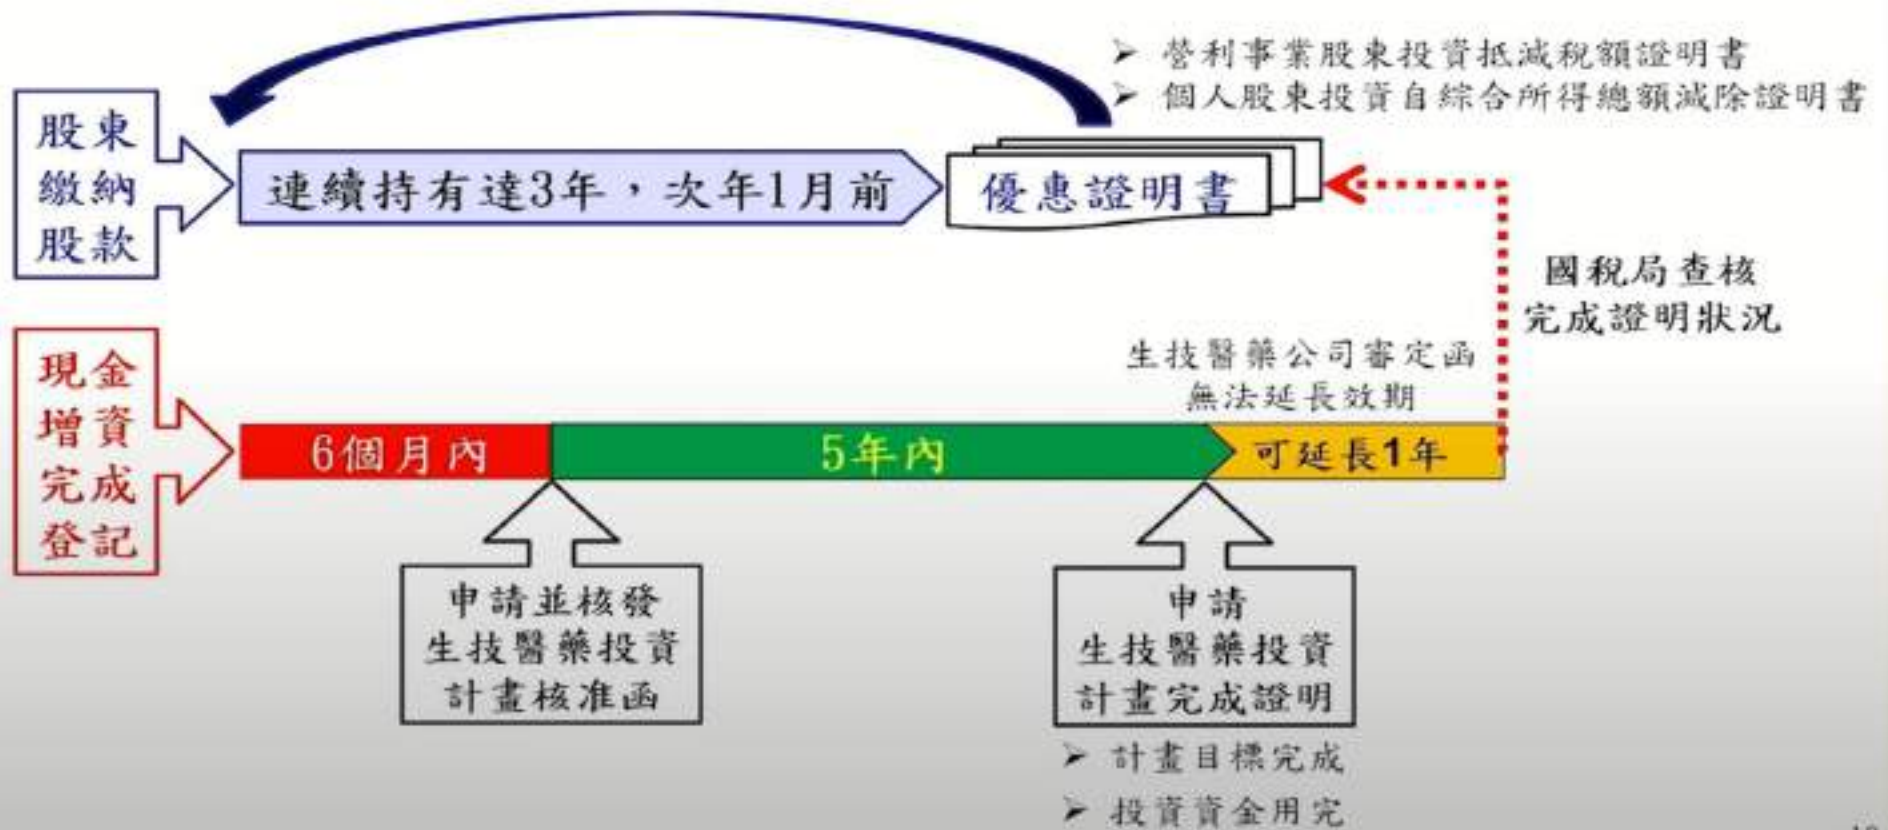 ➢ 營利事業股東投資抵減稅額證明書
➢ 個人股東投資自綜合所得總額減除證明書
股東
繳納
股款
連續持有達3年，次年1月前
優惠證明書
國稅局查核
完成證明狀況
現金
增資
完成
登記
生技醫藥公司審定函
無法延長效期
6個月內
5年內
可延長1年
申請並核發
生技醫藥投資
計畫核准函
申請
生技醫藥投資
計畫完成證明
➢ 計畫目標完成
➢ 投資資金用完